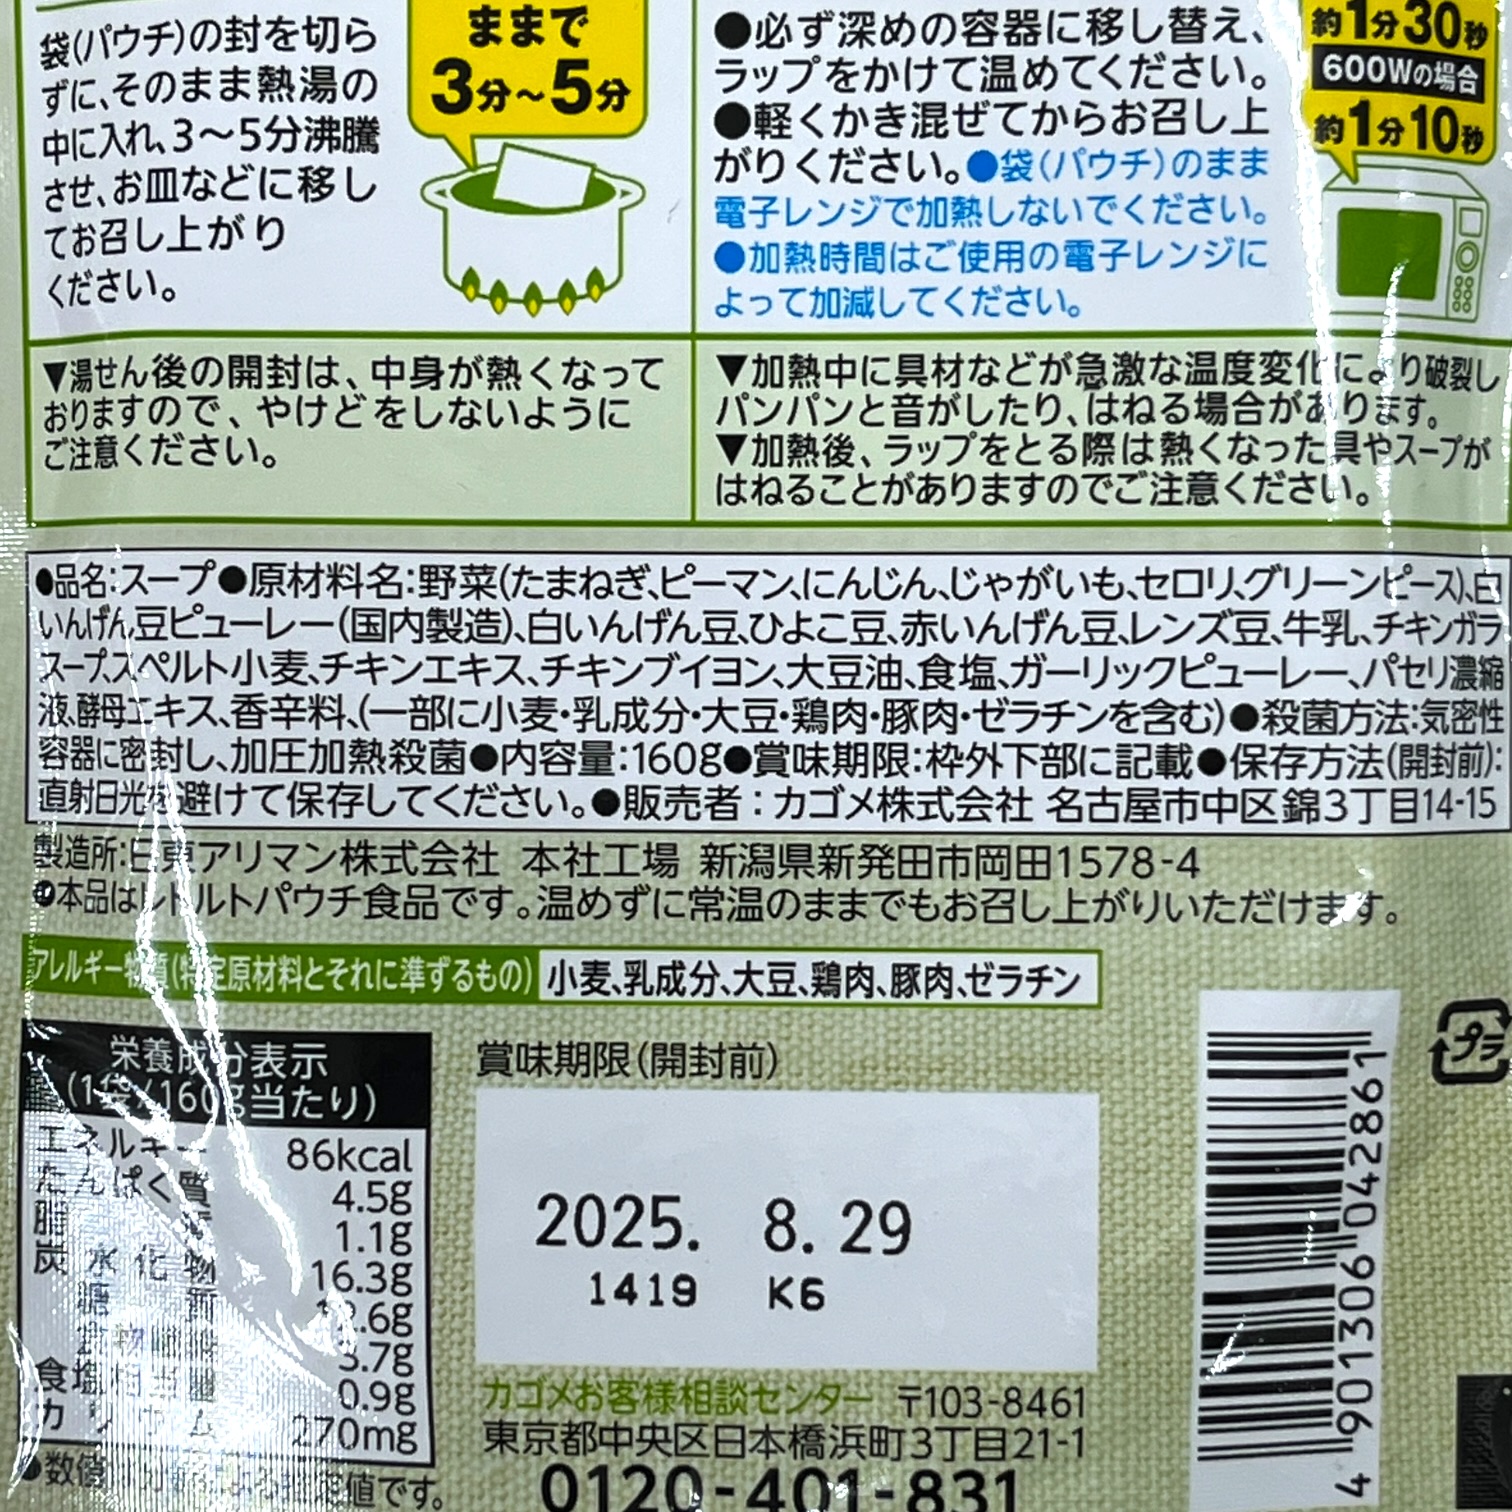 袋(パウチ)の封を切ら
ずに、そのまま熱湯の
中に入れ、3〜5分沸騰
させ、お皿などに移し
てお召し上がり
ください。
ままで
3分〜5分
●必ず深めの容器に移し替え、
ラップをかけて温めてください。
●軽くかき混ぜてからお召し上
がりください。●袋(パウチ)のまま
電子レンジで加熱しないでください。
●加熱時間はご使用の電子レンジに
よって加減してください。
約1分30秒
600Wの場合
約1分10秒
▼湯せん後の開封は、中身が熱くなって
おりますので、やけどをしないように
ご注意ください。
▼加熱中に具材などが急激な温度変化により破裂し
パンパンと音がしたり、はねる場合があります。
▼加熱後、ラップをとる際は熱くなった具やスープが
はねることがありますのでご注意ください。
●品名:スープ●原材料名:野菜(たまねぎ、ピーマン、にんじん、じゃがいも、セロリ、グリーンピース)、白
いんげん豆ピューレー(国内製造)、白いんげん豆、ひよこ豆、赤いんげん豆、レンズ豆、牛乳、チキンガラ
スープ、スペルト小麦、チキンエキス、チキンブイヨン、大豆油、食塩、ガーリックピューレー、パセリ濃縮
液、酵母エキス、香辛料、(一部に小麦・乳成分・大豆・鶏肉・豚肉・ゼラチンを含む)●殺菌方法:気密性
容器に密封し、加圧加熱殺菌●内容量:160g●賞味期限:枠外下部に記載●保存方法(開封前):
直射日光を避けて保存してください。●販売者:カゴメ株式会社 名古屋市中区錦3丁目14-15
製造所:日東アリマン株式会社 本社工場 新潟県新発田市岡田1578-4
●本品はレトルトパウチ食品です。温めずに常温のままでもお召し上がりいただけます。
アレルギー物質(特定原材料とそれに準ずるもの) 小麦、乳成分、大豆、鶏肉、豚肉、ゼラチン
栄養成分表示
(1袋/160g当たり)
エネルギー 86kcal
たんぱく質 4.5g
脂 1.1g
炭水化物 16.3g
糖質 .6g
3.7g
食塩相当量 0.9g
カリウム 270mg
●数値 値です。
賞味期限(開封前)
2025. 8. 29
1419 K6
カゴメお客様相談センター 〒103-8461
東京都中央区日本橋浜町3丁目21-1
0120-401-831
4 901306 042861
プラ